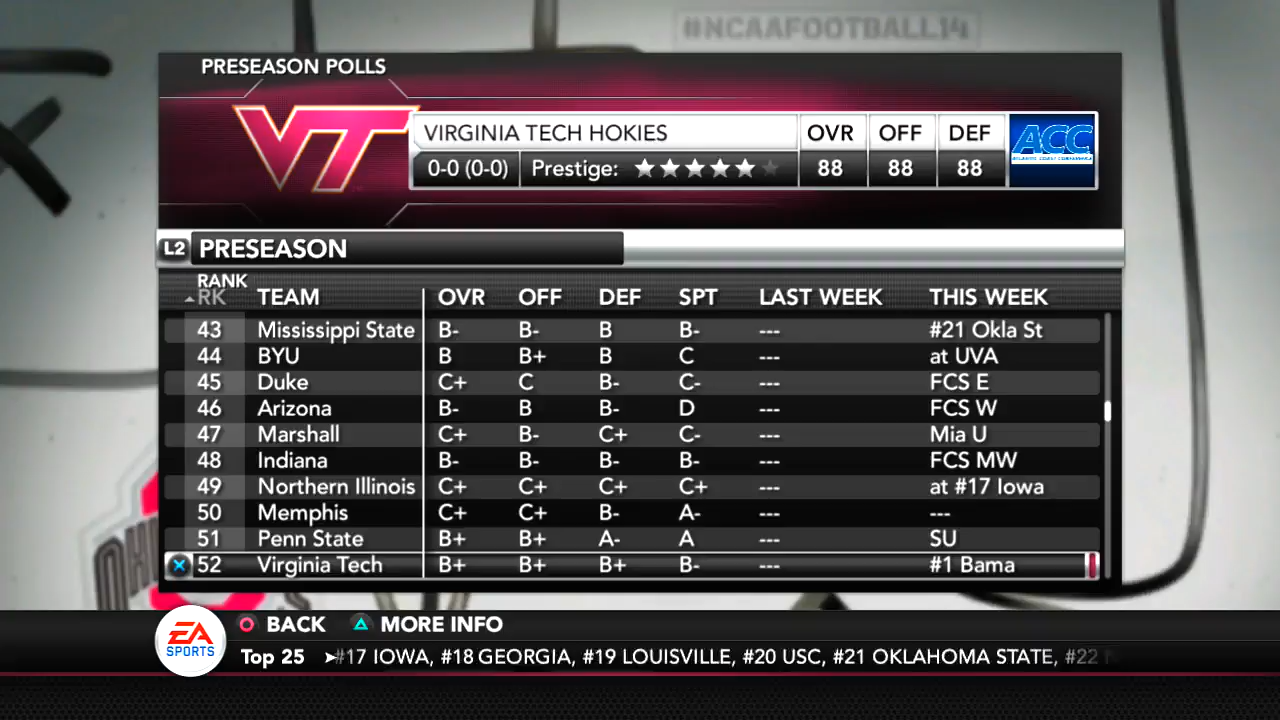 #NCAAFOOTBALL14
PRESEASON POLLS
VT
VIRGINIA TECH HOKIES OVR OFF DEF ACC
ATLANTIC COAST CONFERENCE
0-0 (0-0) Prestige: 88 88 88
L2 PRESEASON
RANK
RK TEAM OVR OFF DEF SPT LAST WEEK THIS WEEK
43 Mississippi State B- B- B B- --- #21 Okla St
44 BYU B B+ B C --- at UVA
45 Duke C+ C B- C- --- FCS E
46 Arizona B- B B- D --- FCS W
47 Marshall C+ B- C+ C- --- Mia U
48 Indiana B- B- B- B- --- FCS MW
49 Northern Illinois C+ C+ C+ C+ --- at #17 Iowa
50 Memphis C+ C+ B- A- --- ---
51 Penn State B+ B+ A- A --- SU
52 Virginia Tech B+ B+ B+ B- --- #1 Bama
EA SPORTS
BACK MORE INFO
Top 25 #17 IOWA, #18 GEORGIA, #19 LOUISVILLE, #20 USC, #21 OKLAHOMA STATE, #22